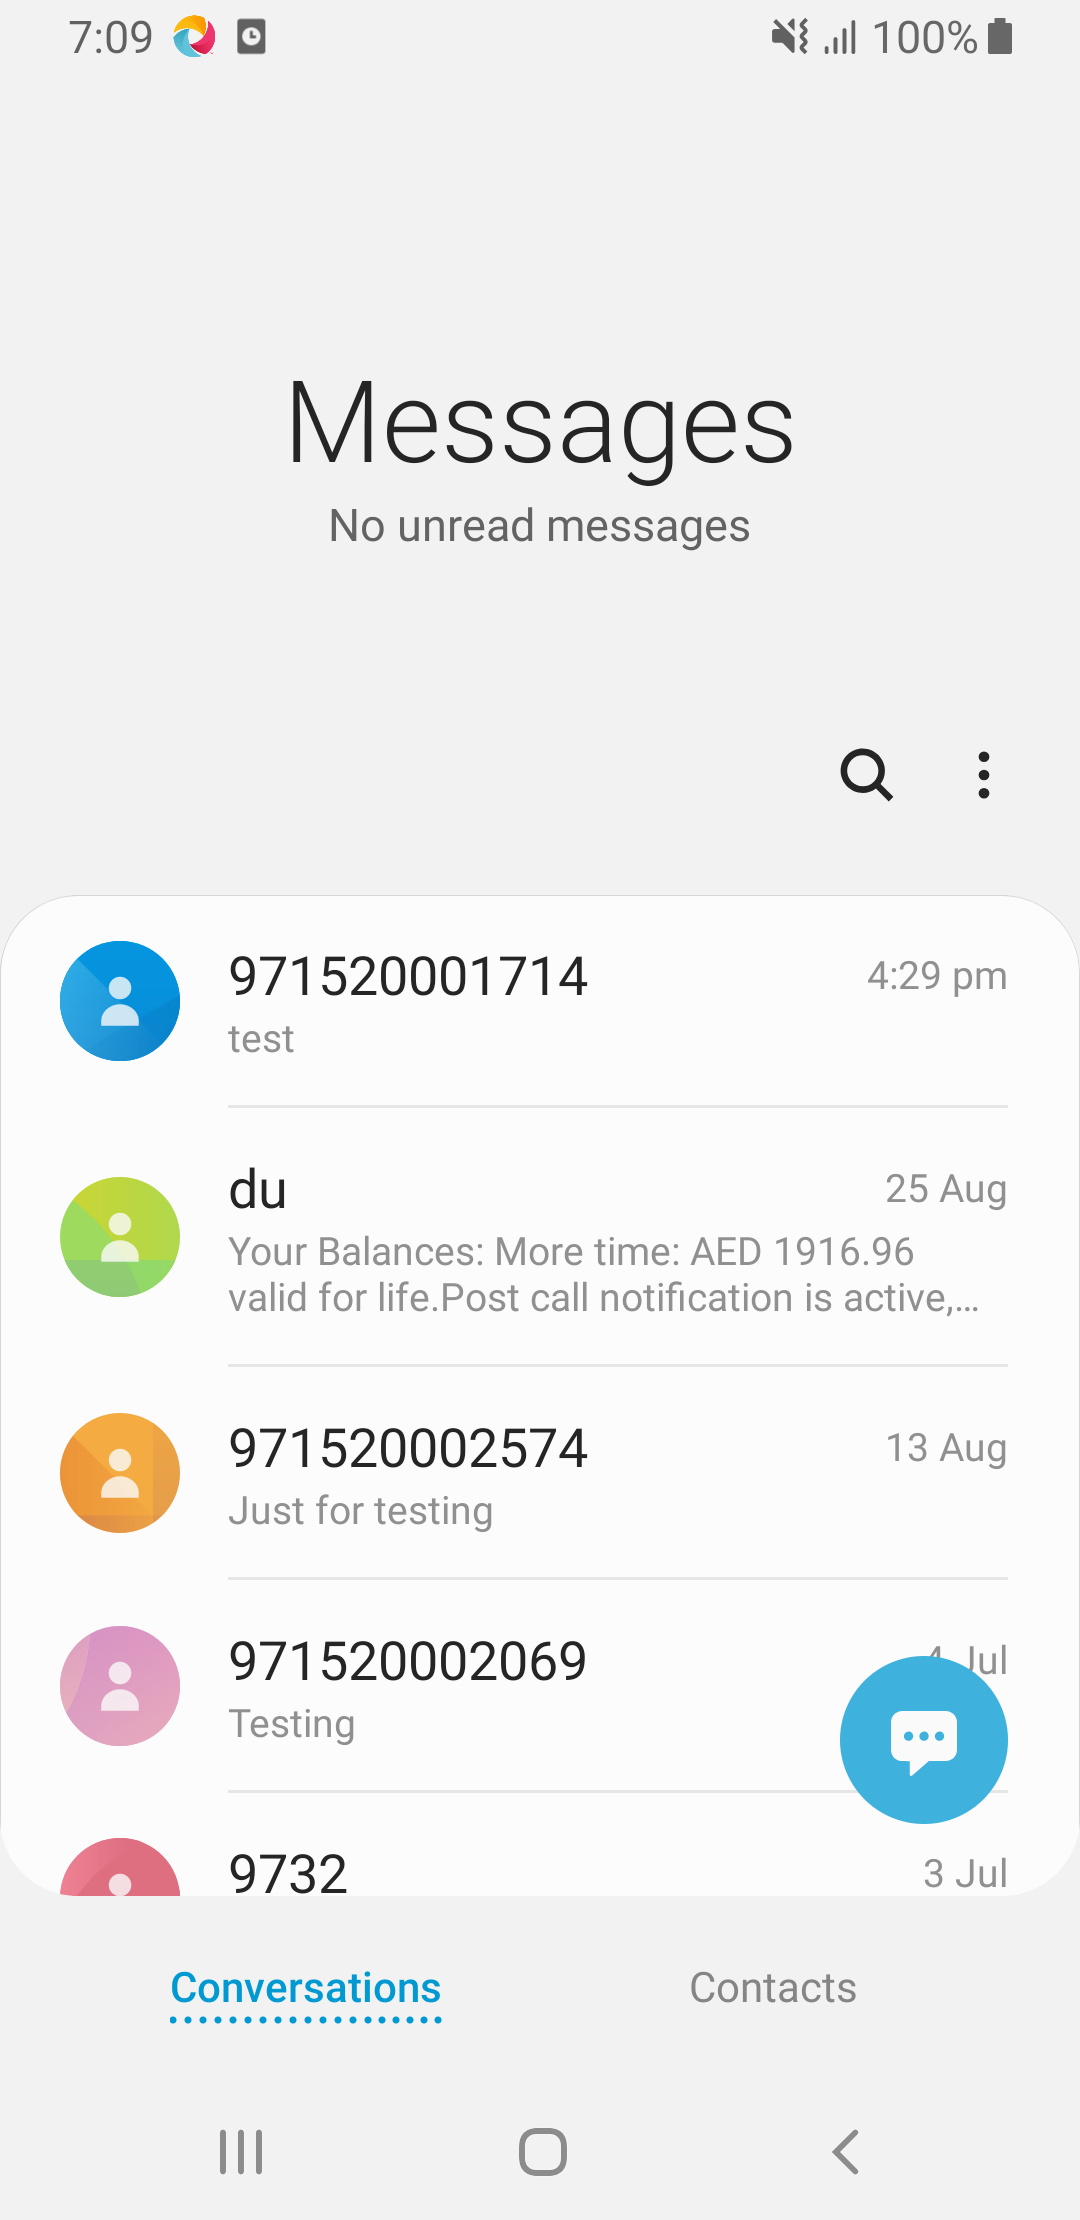 7:09
100%
Messages
No unread messages
971520001714
4:29 pm
test
du
25 Aug
Your Balances: More time: AED 1916.96
valid for life.Post call notification is active,...
971520002574
13 Aug
Just for testing
971520002069
4 Jul
Testing
9732
3 Jul
Conversations
Contacts